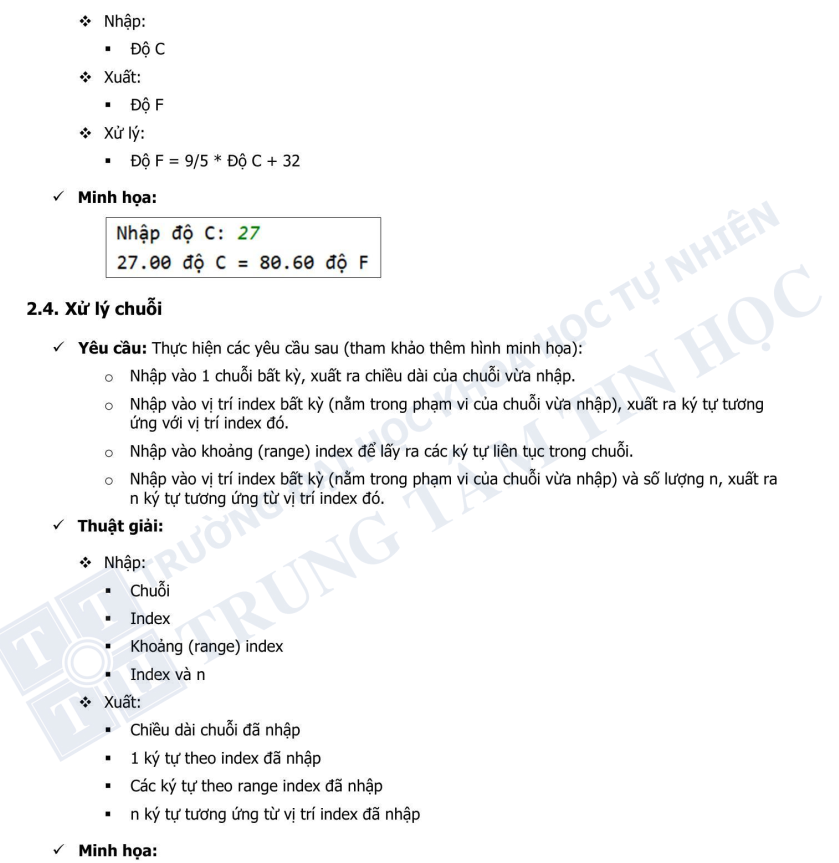 ❖ Nhập:
▪ Độ C
❖ Xuất:
▪ Độ F
❖ Xử lý:
▪ Độ F = 9/5 * Độ C + 32
✓ Minh họa:
Nhập độ C: 27
27.00 độ C = 80.60 độ F
2.4. Xử lý chuỗi
✓ Yêu cầu: Thực hiện các yêu cầu sau (tham khảo thêm hình minh họa):
o Nhập vào 1 chuỗi bất kỳ, xuất ra chiều dài của chuỗi vừa nhập.
o Nhập vào vị trí index bất kỳ (nằm trong phạm vi của chuỗi vừa nhập), xuất ra ký tự tương
ứng với vị trí index đó.
o Nhập vào khoảng (range) index để lấy ra các ký tự liên tục trong chuỗi.
o Nhập vào vị trí index bất kỳ (nằm trong phạm vi của chuỗi vừa nhập) và số lượng n, xuất ra
n ký tự tương ứng từ vị trí index đó.
✓ Thuật giải:
❖ Nhập:
▪ Chuỗi
▪ Index
▪ Khoảng (range) index
▪ Index và n
❖ Xuất:
▪ Chiều dài chuỗi đã nhập
▪ 1 ký tự theo index đã nhập
▪ Các ký tự theo range index đã nhập
▪ n ký tự tương ứng từ vị trí index đã nhập
✓ Minh họa:
TRƯỜNG ĐẠI HỌC KHOA HỌC TỰ NHIÊN
TRUNG TÂM TIN HỌC
T T
T H